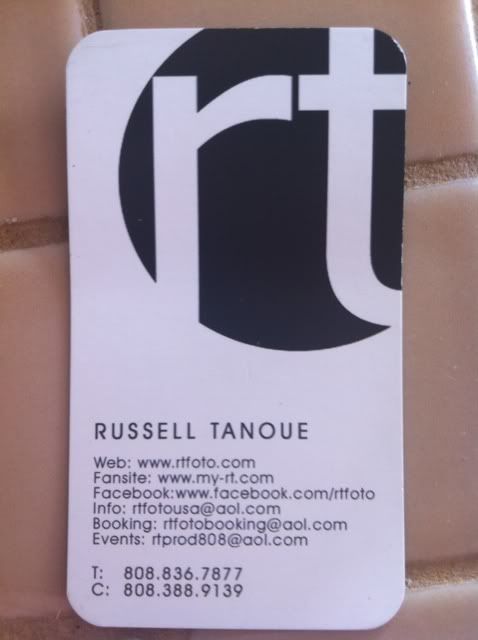 rt
RUSSELL TANOUE
Web: www.rtfoto.com
Fansite: www.my-rt.com
Facebook:www.facebook.com/rtfoto
Info: rtfotousa@aol.com
Booking: rtfotobooking@aol.com
Events: rtprod808@aol.com
T: 808.836.7877
C: 808.388.9139